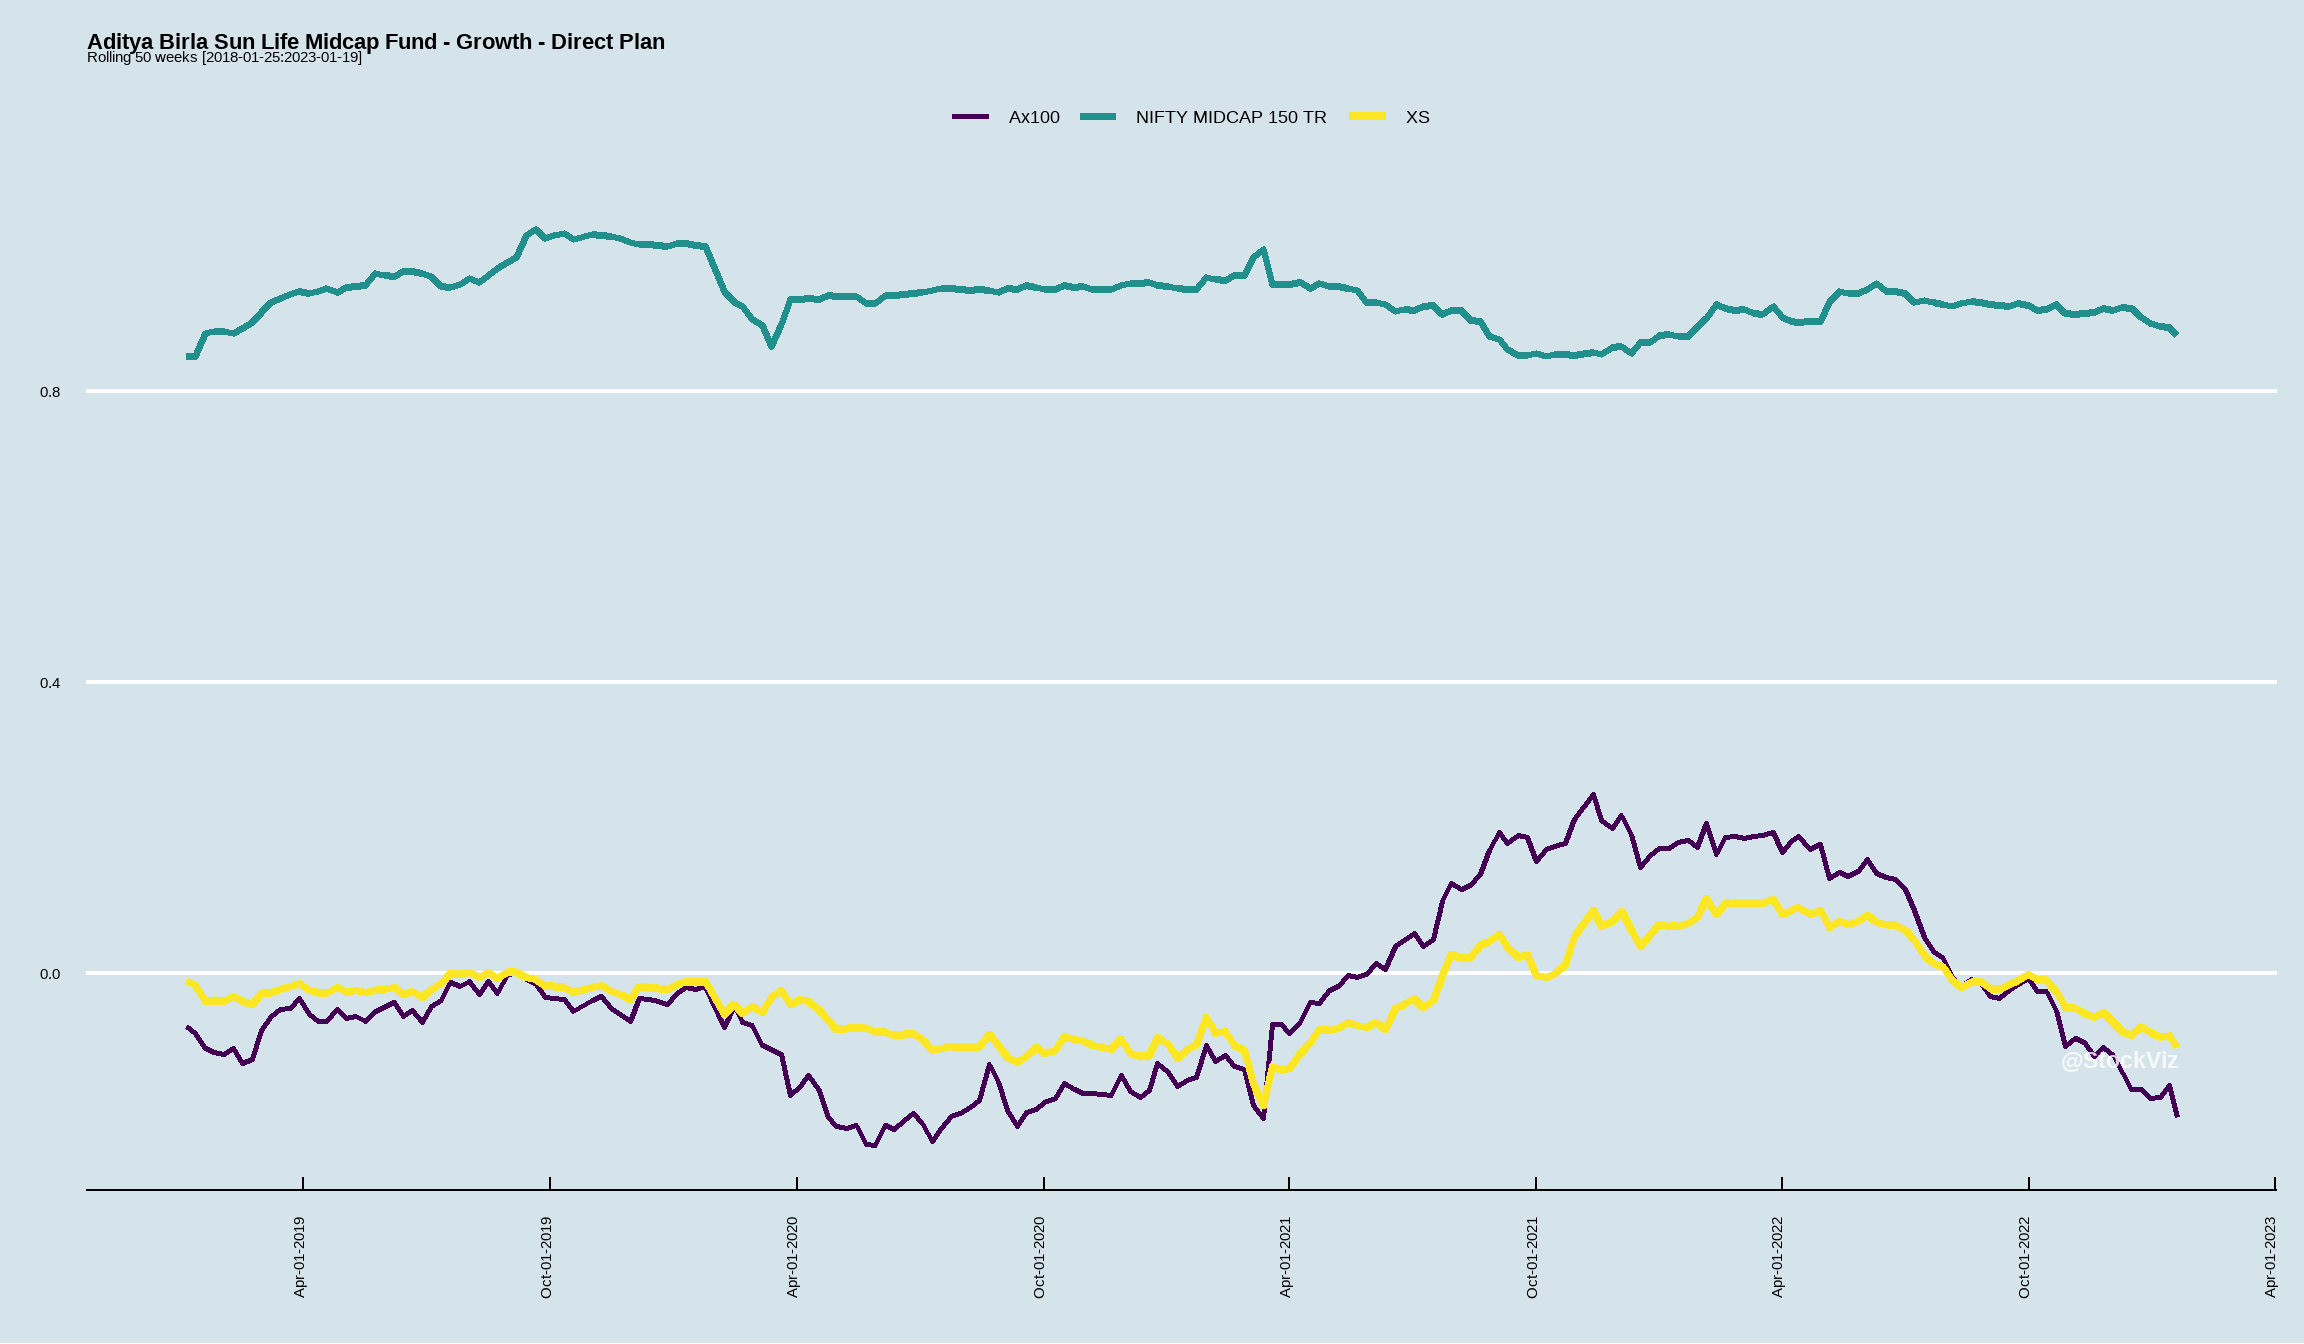 Aditya Birla Sun Life Midcap Fund - Growth - Direct Plan
Rolling 50 weeks [2018-01-25:2023-01-19]
Ax100 NIFTY MIDCAP 150 TR XS
0.8
0.4
0.0
@StockViz
Apr-01-2019 Oct-01-2019 Apr-01-2020 Oct-01-2020 Apr-01-2021 Oct-01-2021 Apr-01-2022 Oct-01-2022 Apr-01-2023